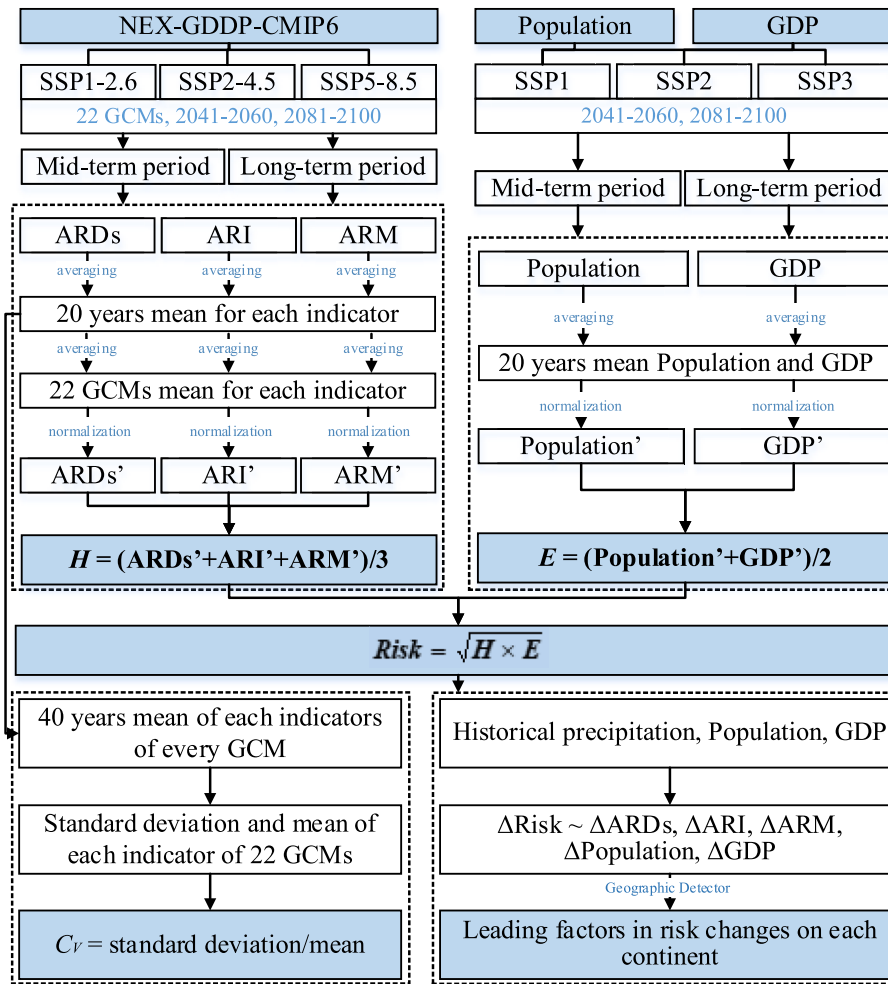 NEX-GDDP-CMIP6
SSP1-2.6
SSP2-4.5
SSP5-8.5
22 GCMs, 2041-2060, 2081-2100
Mid-term period
Long-term period
ARDs
ARI
ARM
averaging
averaging
averaging
20 years mean for each indicator
averaging
averaging
averaging
22 GCMs mean for each indicator
normalization
normalization
normalization
ARDs’
ARI’
ARM’
H = (ARDs’+ARI’+ARM’)/3
Population
GDP
SSP1
SSP2
SSP3
2041-2060, 2081-2100
Mid-term period
Long-term period
Population
GDP
averaging
averaging
20 years mean Population and GDP
normalization
normalization
Population’
GDP’
E = (Population’+GDP’)/2
Risk = √H × E
40 years mean of each indicators
of every GCM
Standard deviation and mean of
each indicator of 22 GCMs
CV = standard deviation/mean
Historical precipitation, Population, GDP
ΔRisk ~ ΔARDs, ΔARI, ΔARM,
ΔPopulation, ΔGDP
Geographic Detector
Leading factors in risk changes on each
continent